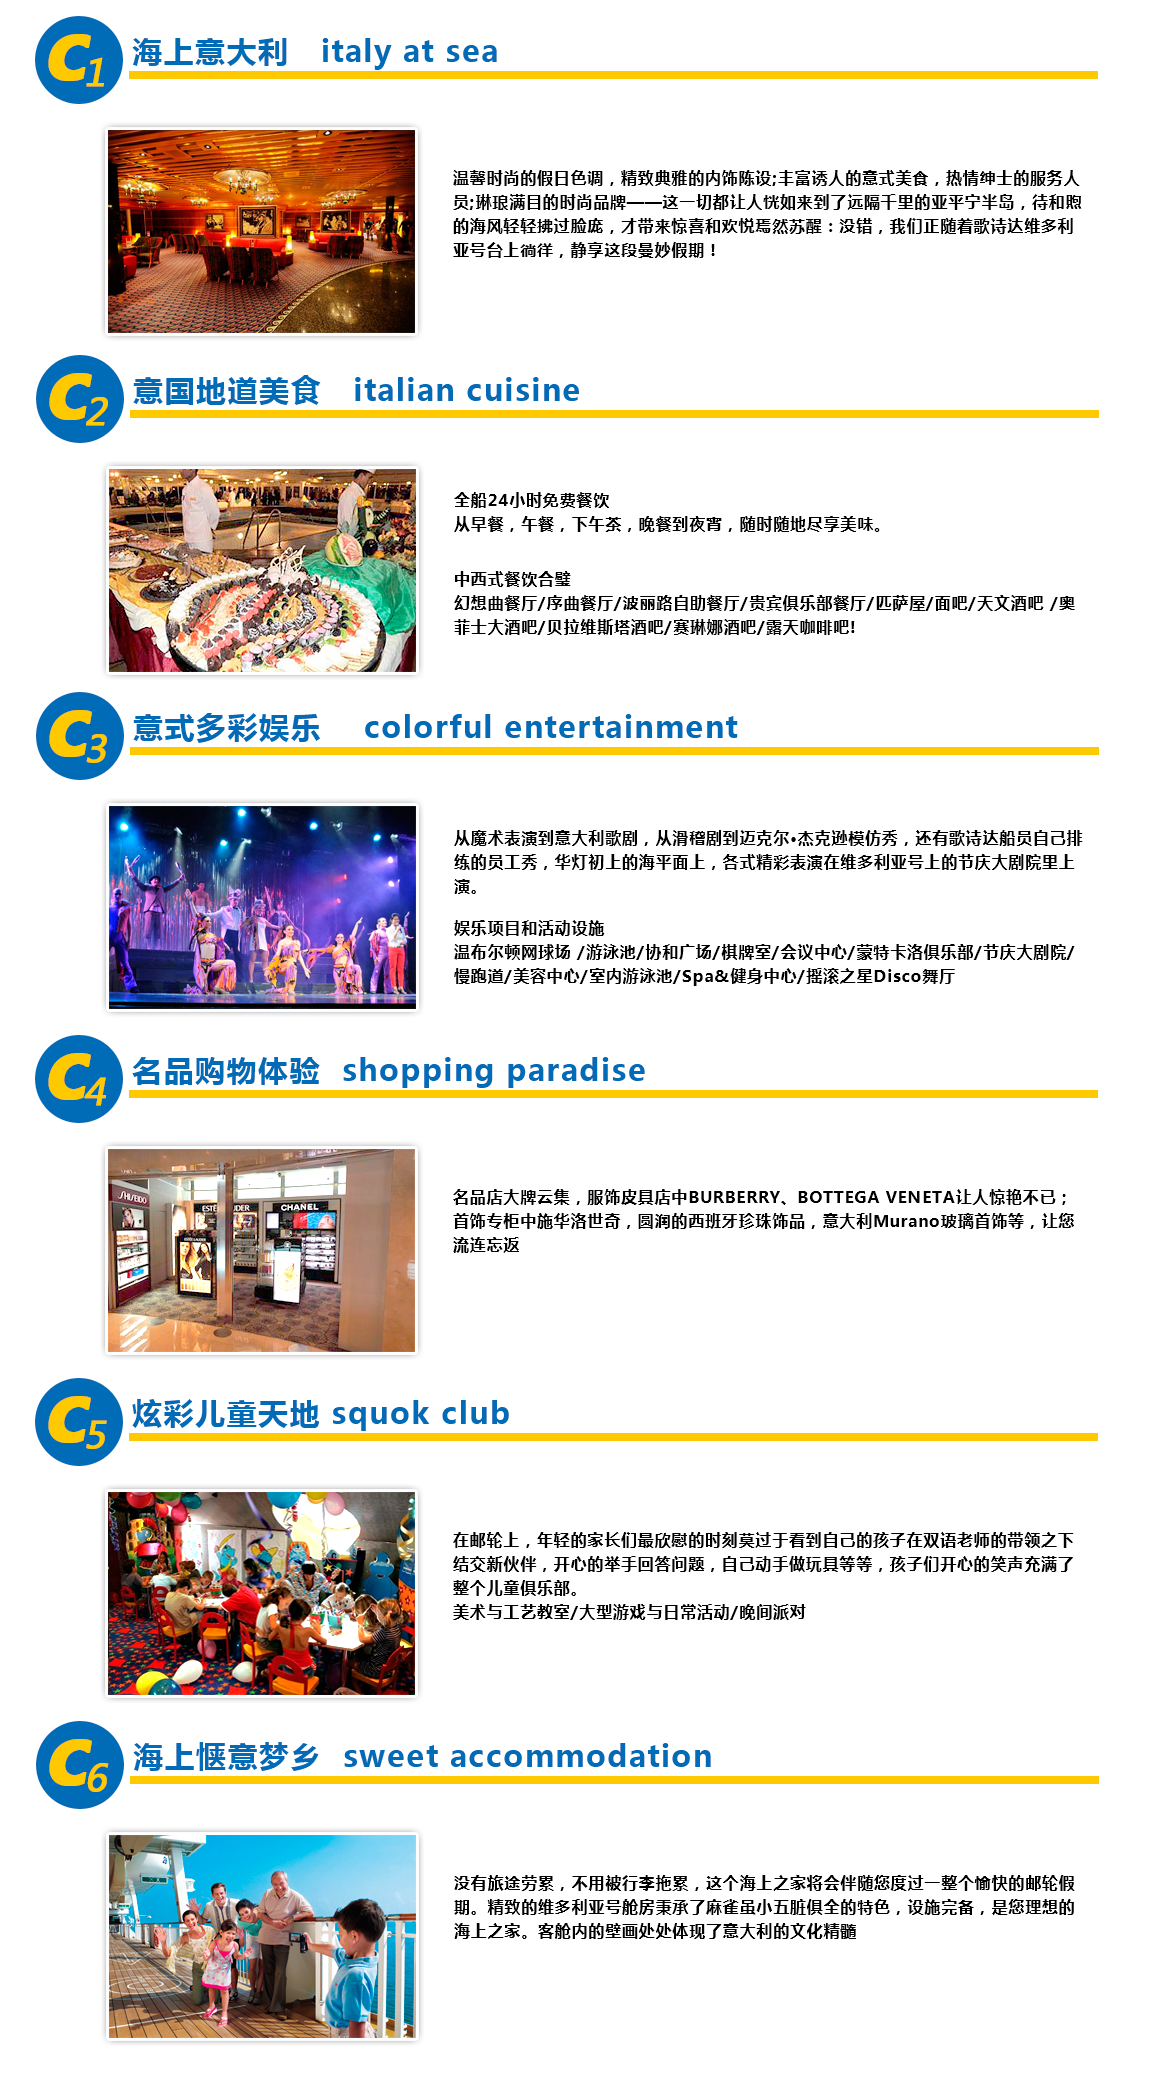 C1 海上意大利 italy at sea
温馨时尚的假日色调，精致典雅的内饰陈设;丰富诱人的意式美食，热情绅士的服务人
员;琳琅满目的时尚品牌——这一切都让人恍如来到了远隔千里的亚平宁半岛，待和煦
的海风轻轻拂过脸庞，才带来惊喜和欢悦焉然苏醒：没错，我们正随着歌诗达维多利
亚号台上徜徉，静享这段曼妙假期！
C2 意国地道美食 italian cuisine
全船24小时免费餐饮
从早餐，午餐，下午茶，晚餐到夜宵，随时随地尽享美味。
中西式餐饮合璧
幻想曲餐厅/序曲餐厅/波丽路自助餐厅/贵宾俱乐部餐厅/匹萨屋/面吧/天文酒吧 /奥
菲士大酒吧/贝拉维斯塔酒吧/赛琳娜酒吧/露天咖啡吧!
C3 意式多彩娱乐 colorful entertainment
从魔术表演到意大利歌剧，从滑稽剧到迈克尔•杰克逊模仿秀，还有歌诗达船员自己排
练的员工秀，华灯初上的海平面上，各式精彩表演在维多利亚号上的节庆大剧院里上
演。
娱乐项目和活动设施
温布尔顿网球场 /游泳池/协和广场/棋牌室/会议中心/蒙特卡洛俱乐部/节庆大剧院/
慢跑道/美容中心/室内游泳池/Spa&健身中心/摇滚之星Disco舞厅
C4 名品购物体验 shopping paradise
SHISEIDO
CHANEL
名品店大牌云集，服饰皮具店中BURBERRY、BOTTEGA VENETA让人惊艳不已；
首饰专柜中施华洛世奇，圆润的西班牙珍珠饰品，意大利Murano玻璃首饰等，让您
流连忘返
C5 炫彩儿童天地 squok club
在邮轮上，年轻的家长们最欣慰的时刻莫过于看到自己的孩子在双语老师的带领之下
结交新伙伴，开心的举手回答问题，自己动手做玩具等等，孩子们开心的笑声充满了
整个儿童俱乐部。
美术与工艺教室/大型游戏与日常活动/晚间派对
C6 海上惬意梦乡 sweet accommodation
没有旅途劳累，不用被行李拖累，这个海上之家将会伴随您度过一整个愉快的邮轮假
期。精致的维多利亚号舱房秉承了麻雀虽小五脏俱全的特色，设施完备，是您理想的
海上之家。客舱内的壁画处处体现了意大利的文化精髓